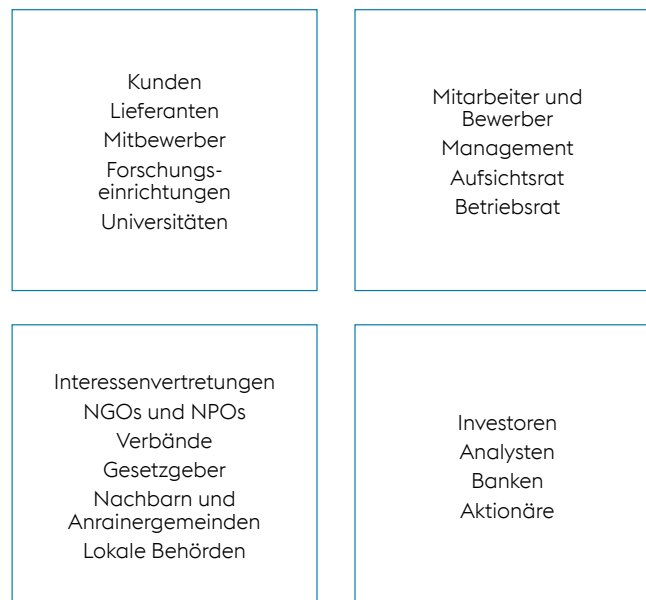 Kunden
Lieferanten
Mitbewerber
Forschungs-
einrichtungen
Universitäten
Mitarbeiter und
Bewerber
Management
Aufsichtsrat
Betriebsrat
Interessenvertretungen
NGOs und NPOs
Verbände
Gesetzgeber
Nachbarn und
Anrainergemeinden
Lokale Behörden
Investoren
Analysten
Banken
Aktionäre